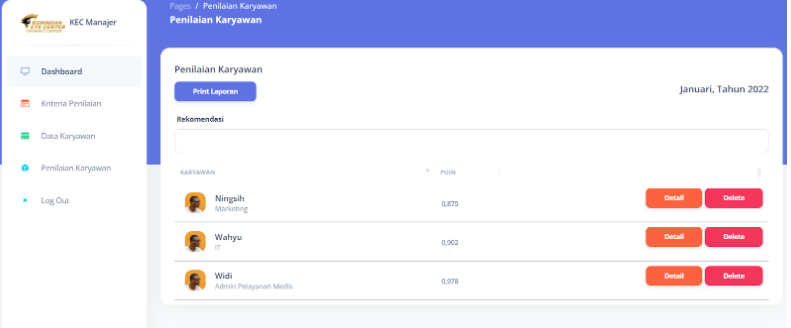 Pages / Penilaian Karyawan
Penilaian Karyawan
KUNINGAN
EYE CENTER
KEC Manajer
Dashboard
Kriteria Penilaian
Data Karyawan
Penilaian Karyawan
Log Out
Penilaian Karyawan
Print Laporan
Januari, Tahun 2022
Rekomendasi
KARYAWAN POIN
Ningsih
Marketing
0,875 Detail Delete
Wahyu
IT
0,902 Detail Delete
Widi
Admin Pelayanan Medis
0,978 Detail Delete